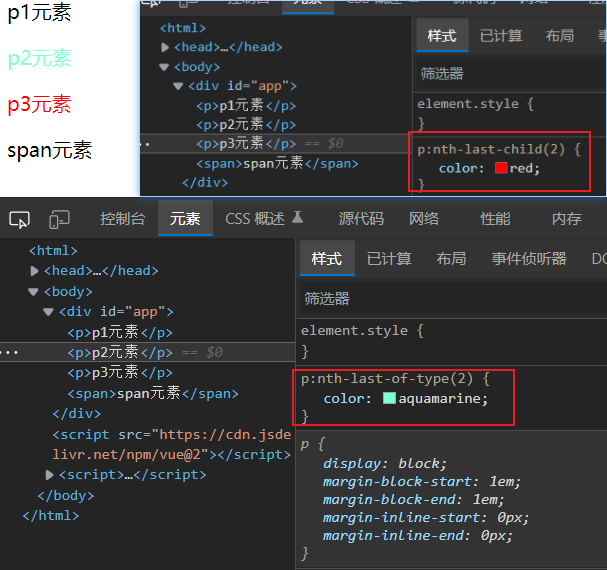 p1元素
p2元素
p3元素
span元素
元素
<html>
▶<head>…</head>
▼<body>
▼<div id="app">
<p>p1元素</p>
<p>p2元素</p>
<p>p3元素</p> == $0
<span>span元素</span>
</div>
样式 已计算 布局
筛选器
element.style {
}
p:nth-last-child(2) {
color: red;
}
控制台 元素 CSS 概述 源代码 网络 性能 内存
<html>
▶<head>…</head>
▼<body>
▼<div id="app">
<p>p1元素</p>
<p>p2元素</p> == $0
<p>p3元素</p>
<span>span元素</span>
</div>
<script src="https://cdn.jsde
livr.net/npm/vue@2"></script>
▶<script>…</script>
</body>
</html>
样式 已计算 布局 事件侦听器 DO
筛选器
element.style {
}
p:nth-last-of-type(2) {
color: aquamarine;
}
p {
display: block;
margin-block-start: 1em;
margin-block-end: 1em;
margin-inline-start: 0px;
margin-inline-end: 0px;
}